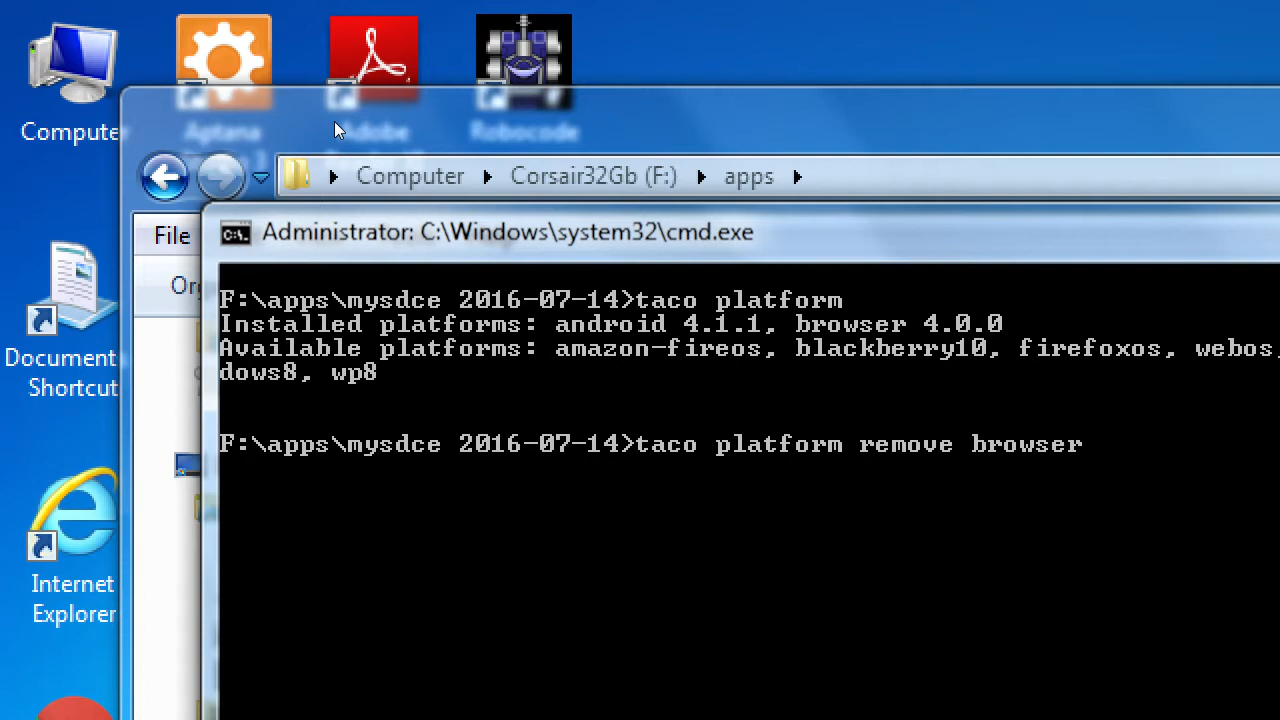 Computer
Aptana
Adobe
Robocode
Computer Corsair32Gb (F:) apps
File
Administrator: C:\Windows\system32\cmd.exe
F:\apps\mysdce 2016-07-14>taco platform
Installed platforms: android 4.1.1, browser 4.0.0
Available platforms: amazon-fireos, blackberry10, firefoxos, webos,
dows8, wp8
F:\apps\mysdce 2016-07-14>taco platform remove browser
Document
Shortcut
Internet
Explorer